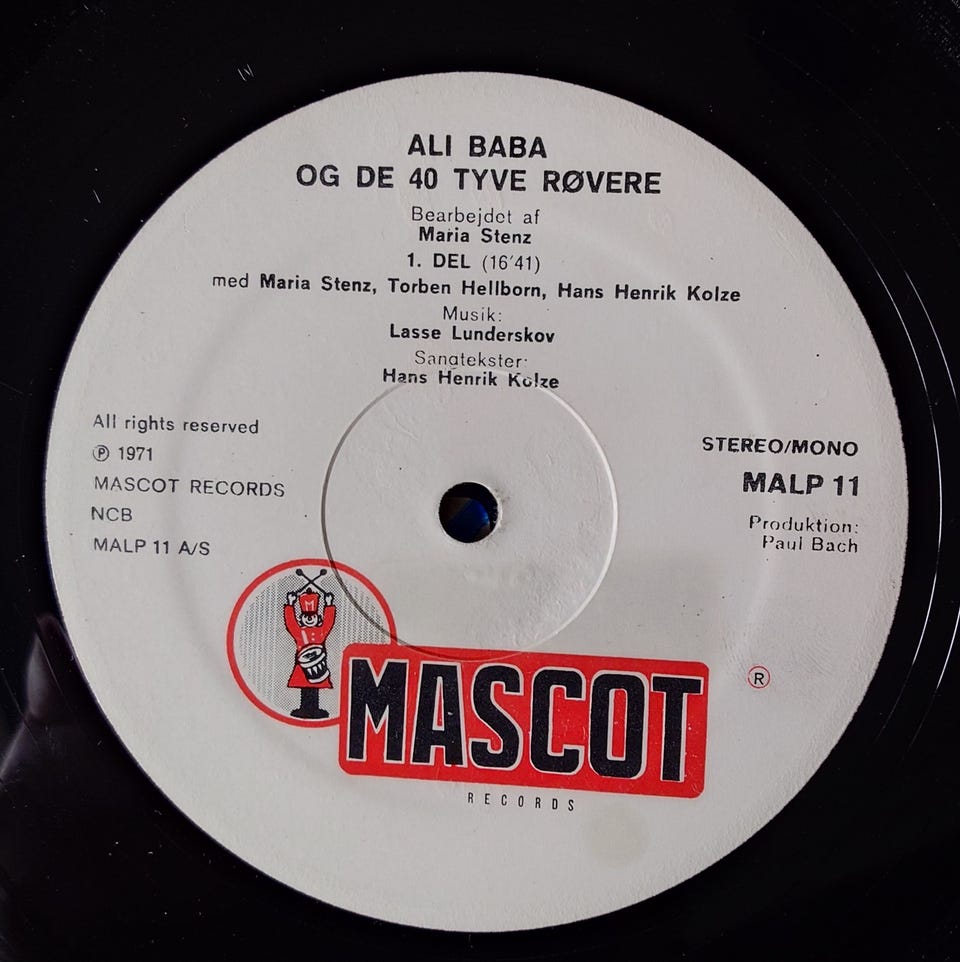 ALI BABA
OG DE 40 TYVE RØVERE
Bearbejdet af
Maria Stenz
1. DEL (16'41)
med Maria Stenz, Torben Hellborn, Hans Henrik Kolze
Musik:
Lasse Lunderskov
Sangtekster:
Hans Henrik Kolze
All rights reserved
Ⓟ 1971
MASCOT RECORDS
NCB
MALP 11 A/S
STEREO/MONO
MALP 11
Produktion:
Paul Bach
M
MASCOT
®
RECORDS